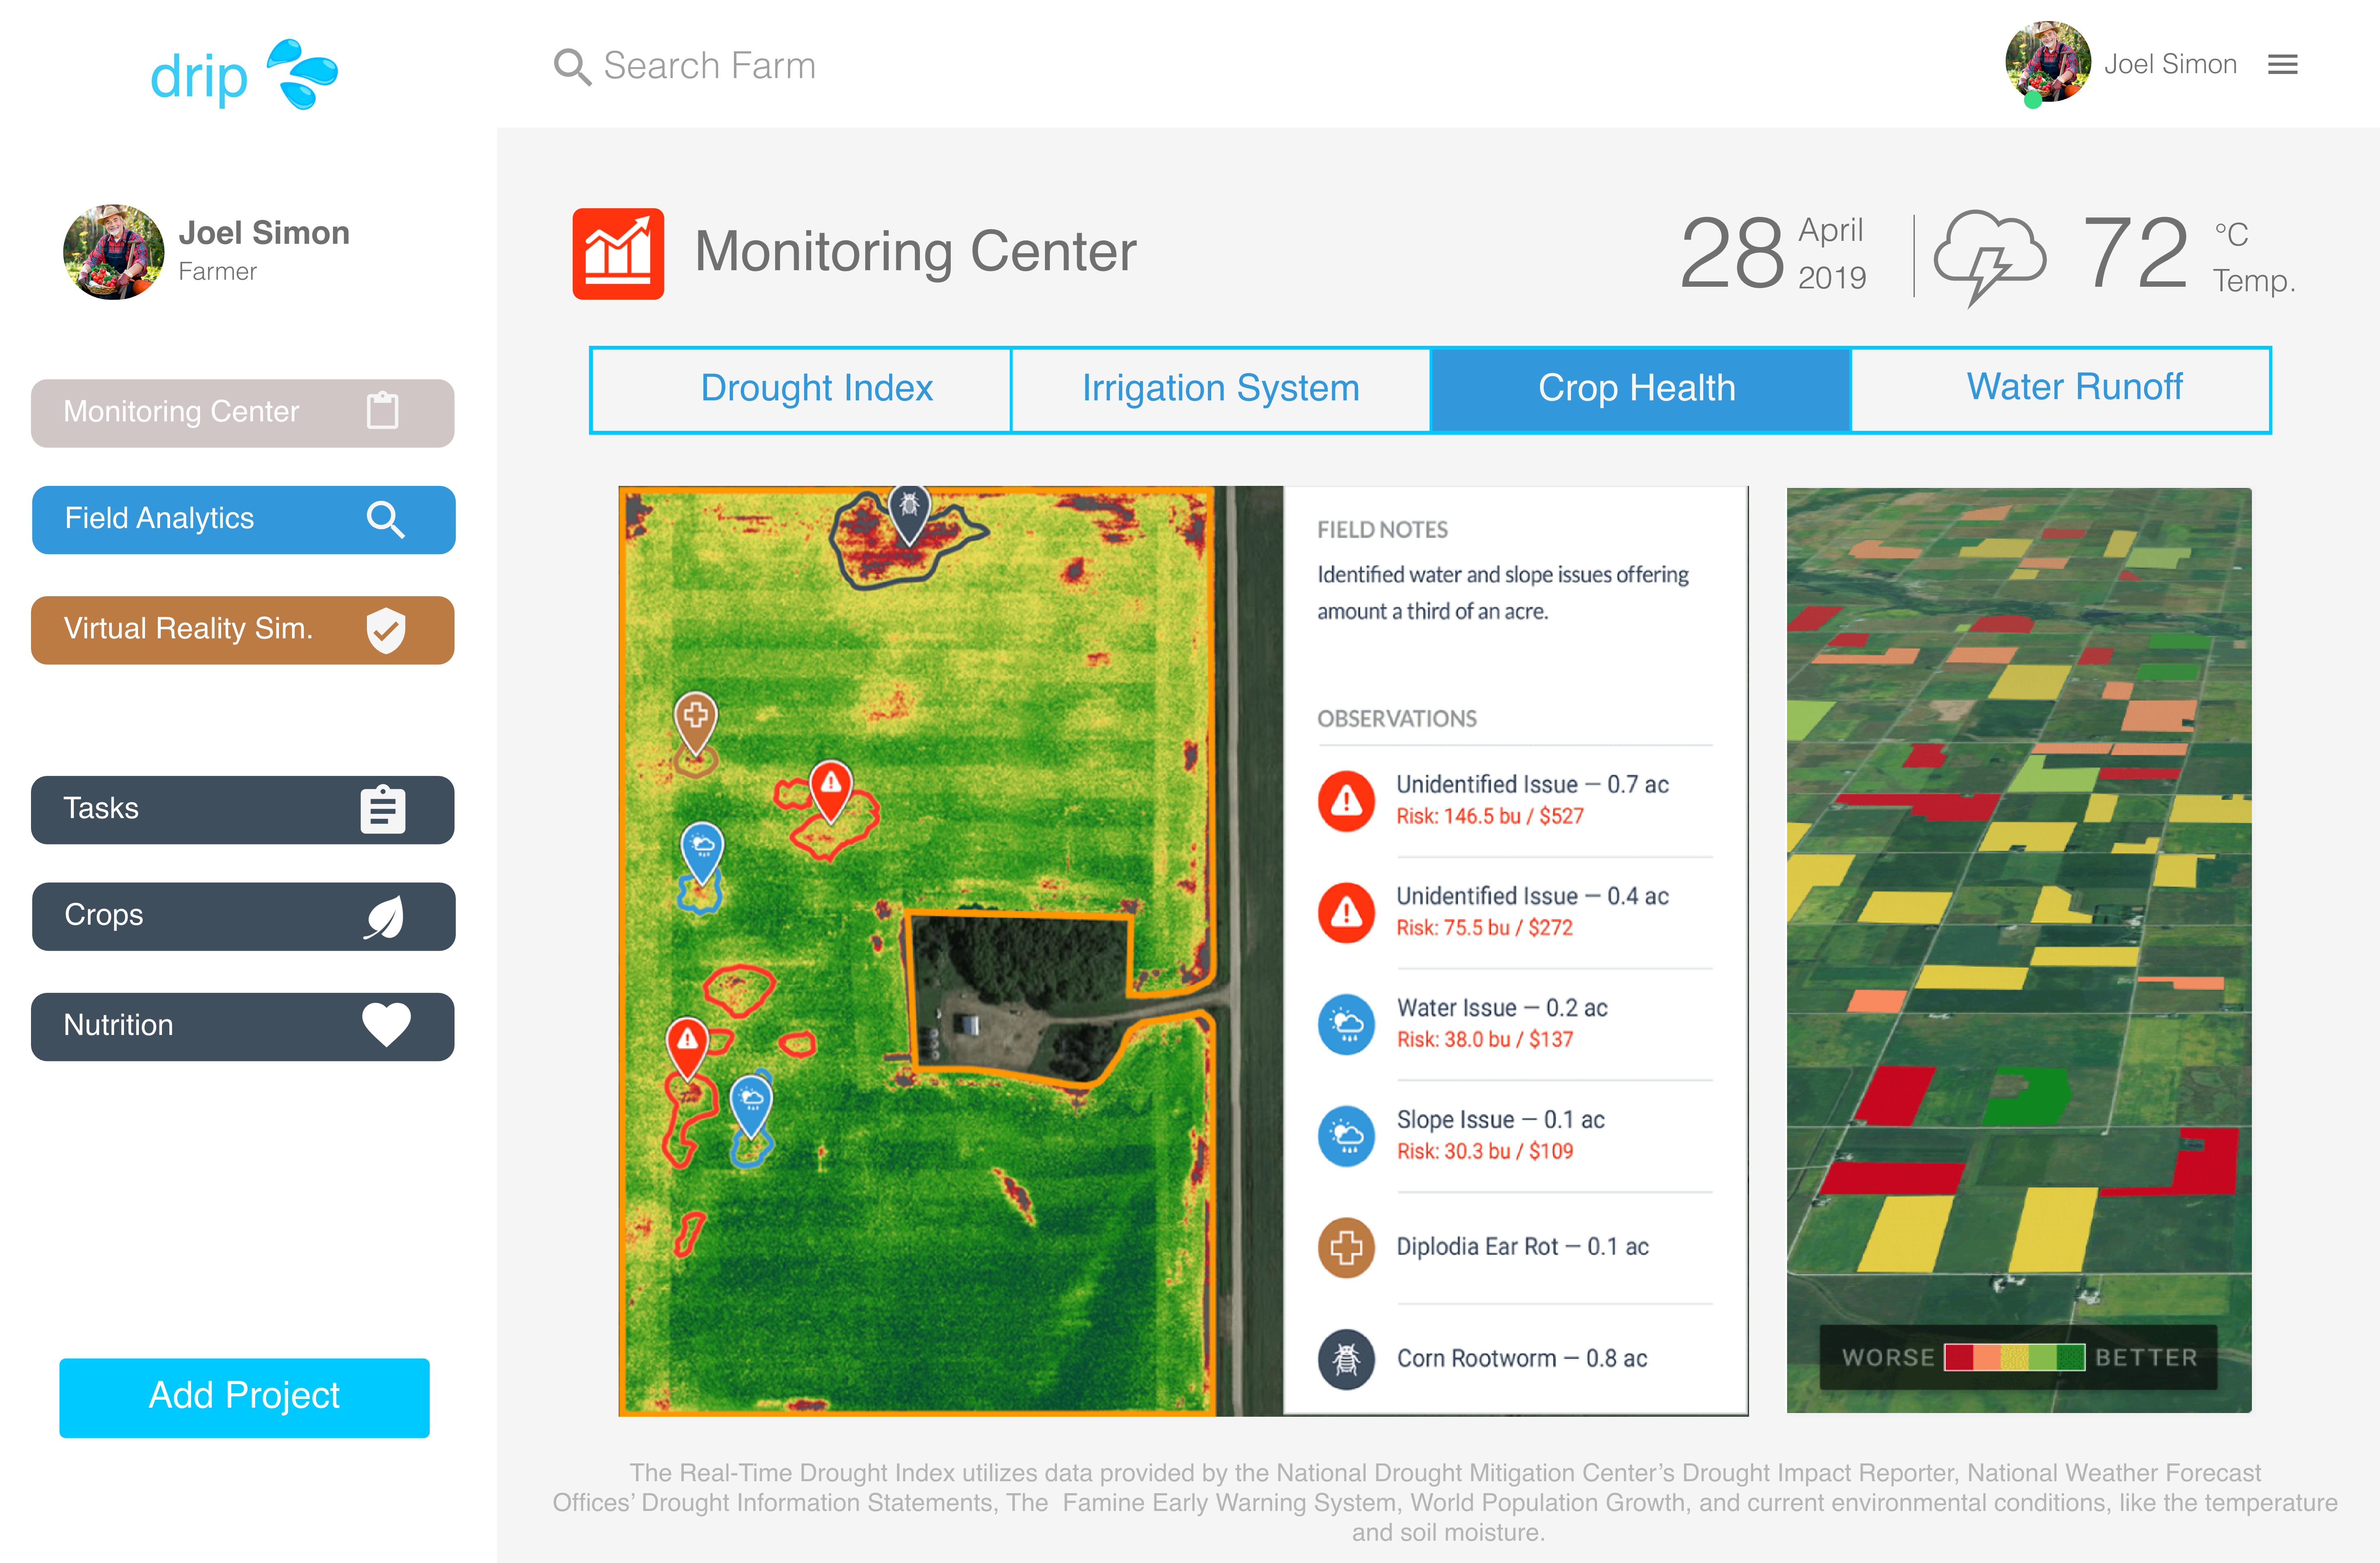 drip
Search Farm
Joel Simon
Joel Simon
Farmer
Monitoring Center
Field Analytics
Virtual Reality Sim.
Tasks
Crops
Nutrition
Add Project
Monitoring Center
28 April 2019
72 °C Temp.
Drought Index
Irrigation System
Crop Health
Water Runoff
FIELD NOTES
Identified water and slope issues offering
amount a third of an acre.
OBSERVATIONS
Unidentified Issue – 0.7 ac
Risk: 146.5 bu / $527
Unidentified Issue – 0.4 ac
Risk: 75.5 bu / $272
Water Issue – 0.2 ac
Risk: 38.0 bu / $137
Slope Issue – 0.1 ac
Risk: 30.3 bu / $109
Diplodia Ear Rot – 0.1 ac
Corn Rootworm – 0.8 ac
WORSE BETTER
The Real-Time Drought Index utilizes data provided by the National Drought Mitigation Center’s Drought Impact Reporter, National Weather Forecast
Offices’ Drought Information Statements, The Famine Early Warning System, World Population Growth, and current environmental conditions, like the temperature
and soil moisture.